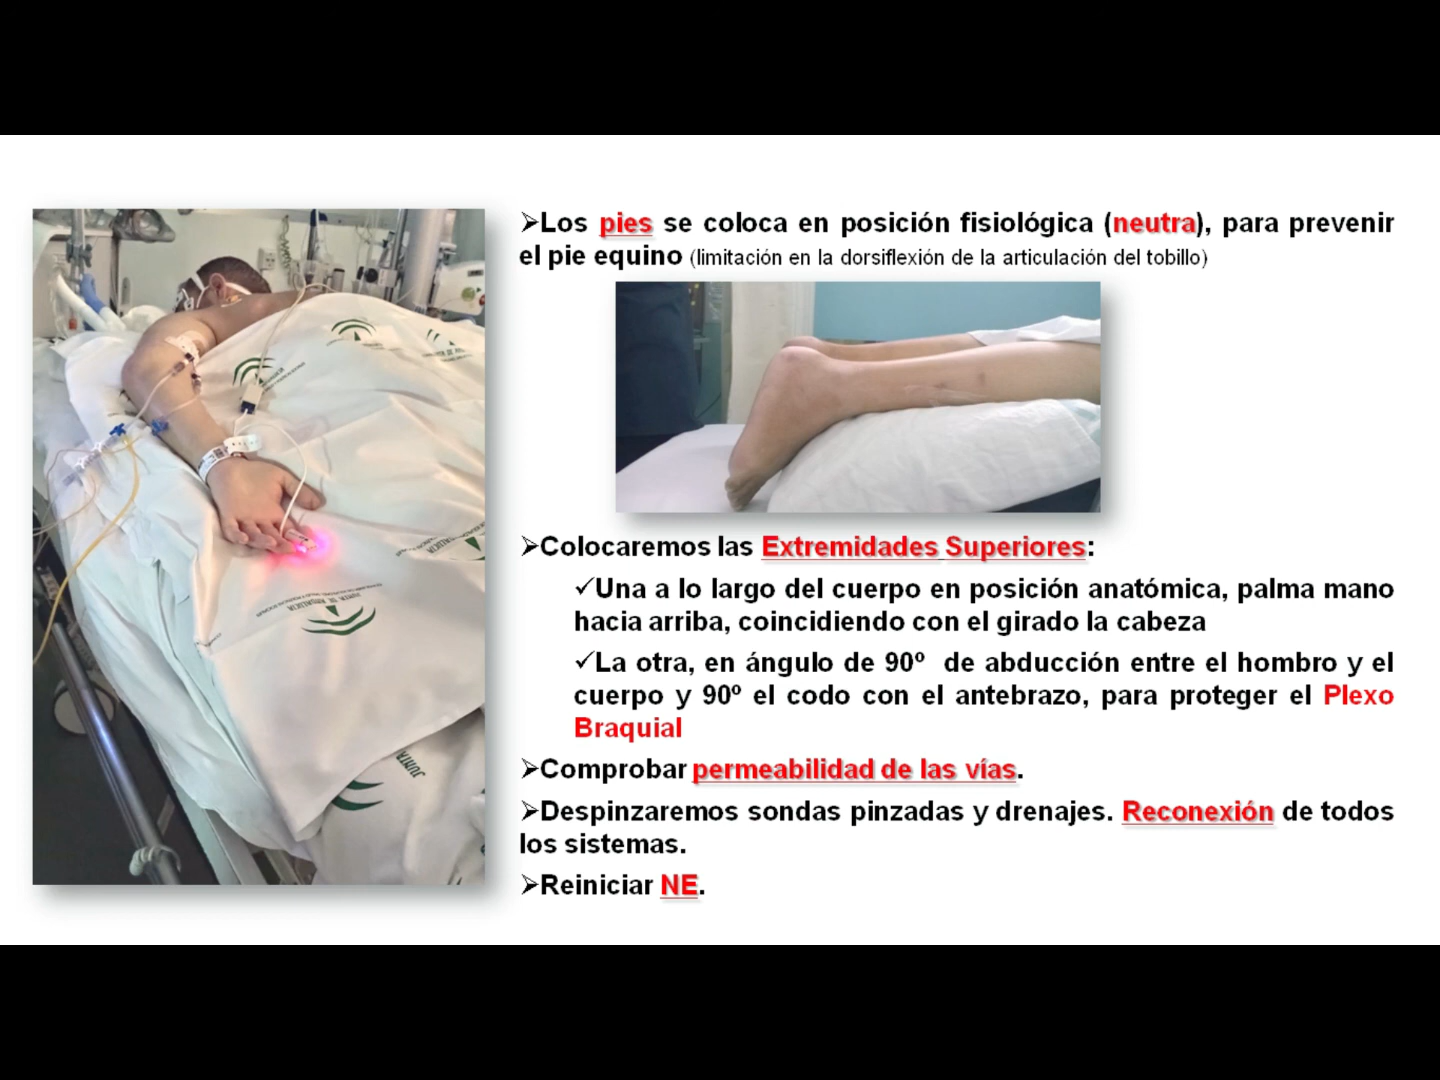 ➢Los pies se coloca en posición fisiológica (neutra), para prevenir
el pie equino (limitación en la dorsiflexión de la articulación del tobillo)
➢Colocaremos las Extremidades Superiores:
✓Una a lo largo del cuerpo en posición anatómica, palma mano
hacia arriba, coincidiendo con el girado la cabeza
✓La otra, en ángulo de 90º de abducción entre el hombro y el
cuerpo y 90º el codo con el antebrazo, para proteger el Plexo
Braquial
➢Comprobar permeabilidad de las vías.
➢Despinzaremos sondas pinzadas y drenajes. Reconexión de todos
los sistemas.
➢Reiniciar NE.
JUNTA DE ANDALUCIA
JUNTA